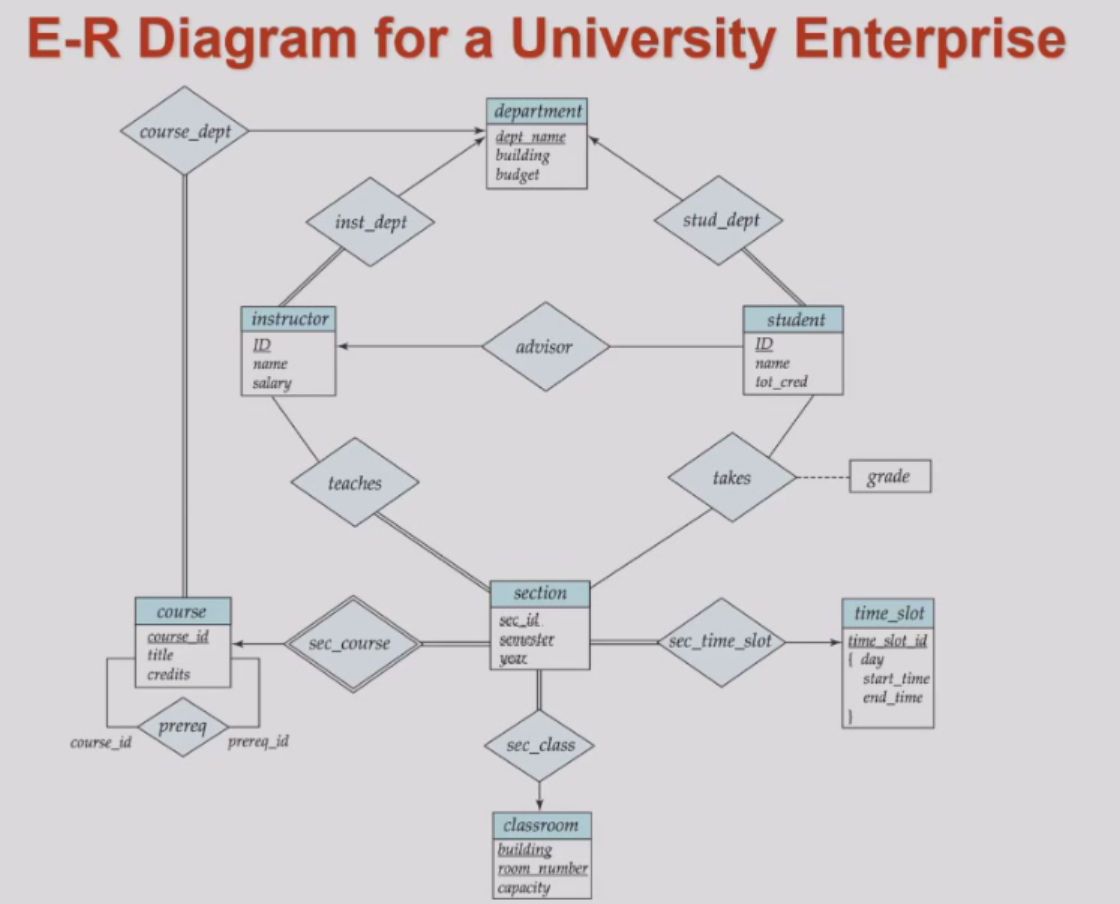 E-R Diagram for a University Enterprise
course_dept
department
dept_name
building
budget
inst_dept
stud_dept
instructor
ID
name
salary
advisor
student
ID
name
tot_cred
teaches
takes
grade
course
course_id
title
credits
sec_course
section
sec_id
semester
year
sec_time_slot
time_slot
time_slot_id
{ day
start_time
end_time
}
prereq
course_id
prereq_id
sec_class
classroom
building
room_number
capacity